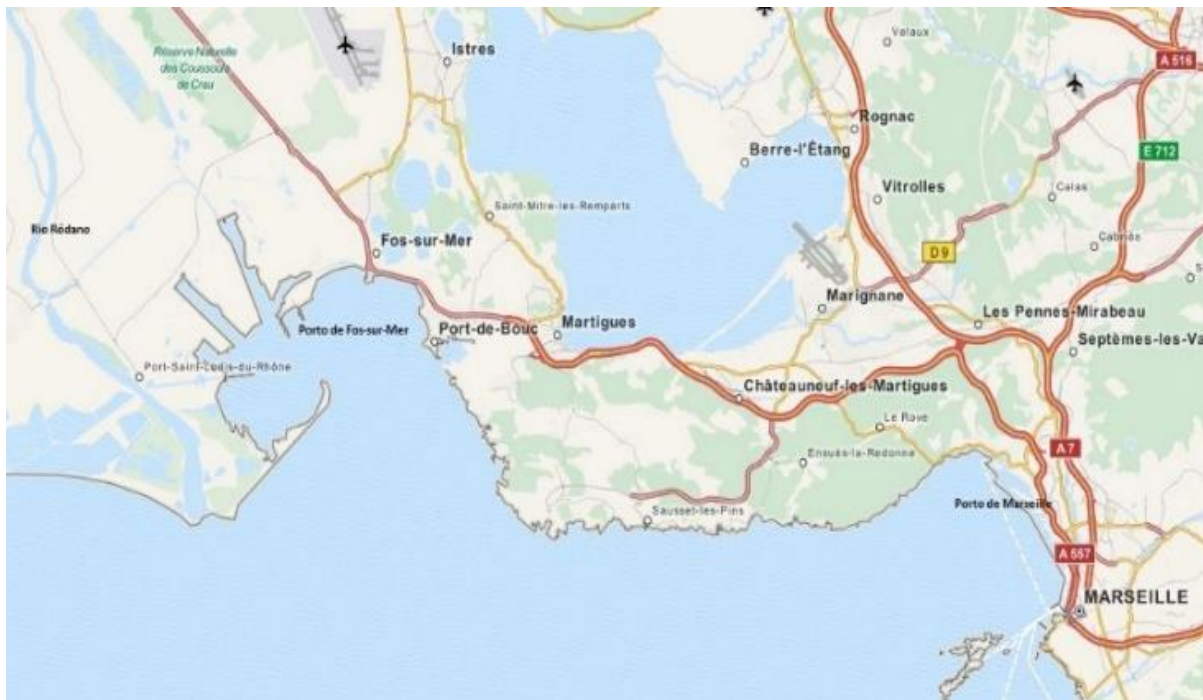 Velaux
A 516
Istres
Réserve Naturelle
des Coussouls
de Crau
Rognac
Berre-l'Étang
E 712
Vitrolles
Calas
Saint-Mitre-les-Remparts
Rio Ródano
Fos-sur-Mer
D 9
Cabriès
S
Marignane
Les Pennes-Mirabeau
Porto de Fos-sur-Mer
Port-de-Bouc
Martigues
Septèmes-les-Va
Port-Saint-Louis-du-Rhône
Châteauneuf-les-Martigues
Le Rove
A 7
Ensuès-la-Redonne
Sausset-les-Pins
Porto de Marseille
A 557
MARSEILLE